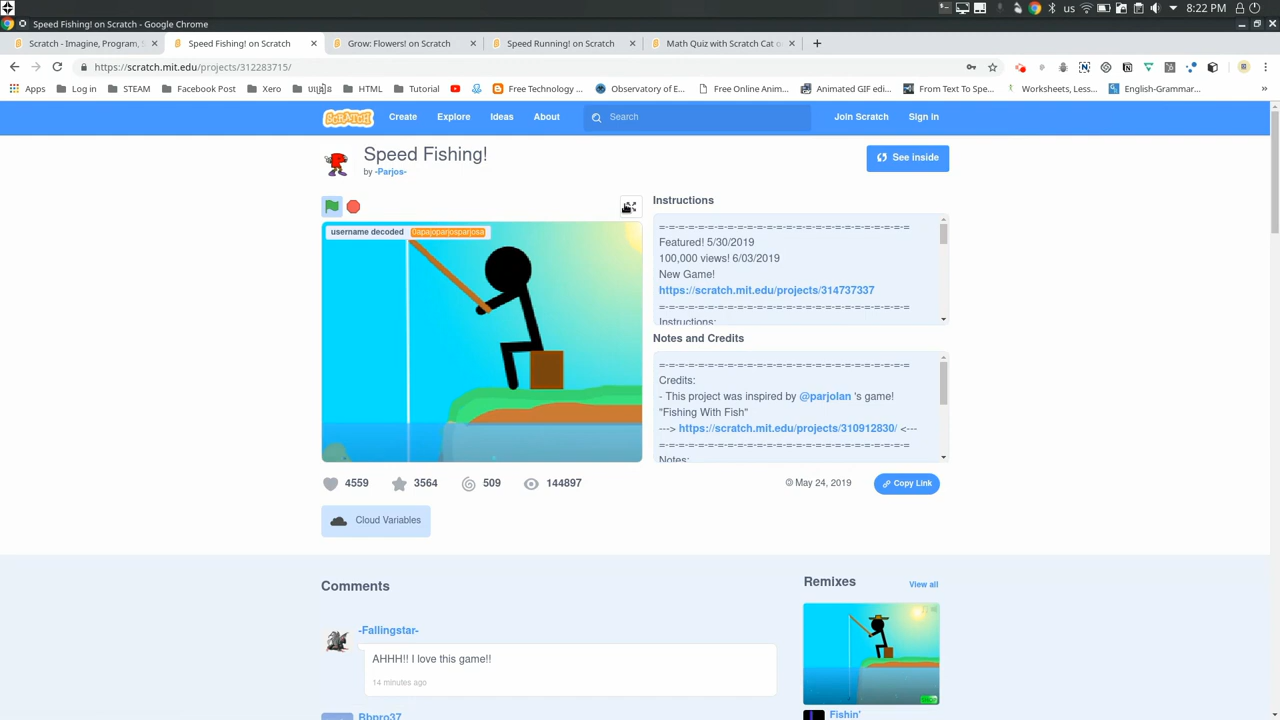 8:22 PM
us
Speed Fishing! on Scratch - Google Chrome
Scratch - Imagine, Program, S
Speed Fishing! on Scratch
Grow: Flowers! on Scratch
Speed Running! on Scratch
Math Quiz with Scratch Cat o
https://scratch.mit.edu/projects/312283715/
Apps
Log in
STEAM
Facebook Post
Xero
HTML
Tutorial
Free Technology ...
Observatory of E...
Free Online Anim...
Animated GIF edi...
From Text To Spe...
Worksheets, Less...
English-Grammar...
SCRATCH
Create
Explore
Ideas
About
Search
Join Scratch
Sign in
Speed Fishing!
by -Parjos-
See inside
username decoded 0apajoparjosparjosa
Instructions
=-=-=-=-=-=-=-=-=-=-=-=-=-=-=-=-=-=-=-=
Featured! 5/30/2019
100,000 views! 6/03/2019
New Game!
https://scratch.mit.edu/projects/314737337
=-=-=-=-=-=-=-=-=-=-=-=-=-=-=-=-=-=-=-=
Instructions:
Notes and Credits
=-=-=-=-=-=-=-=-=-=-=-=-=-=-=-=-=-=-=-=
Credits:
- This project was inspired by @parjolan 's game!
"Fishing With Fish"
---> https://scratch.mit.edu/projects/310912830/ <---
=-=-=-=-=-=-=-=-=-=-=-=-=-=-=-=-=-=-=-=
Notes:
4559
3564
509
144897
© May 24, 2019
Copy Link
Cloud Variables
Comments
-Fallingstar-
AHHH!! I love this game!!
14 minutes ago
Bbpro37
Remixes
View all
Fishin'